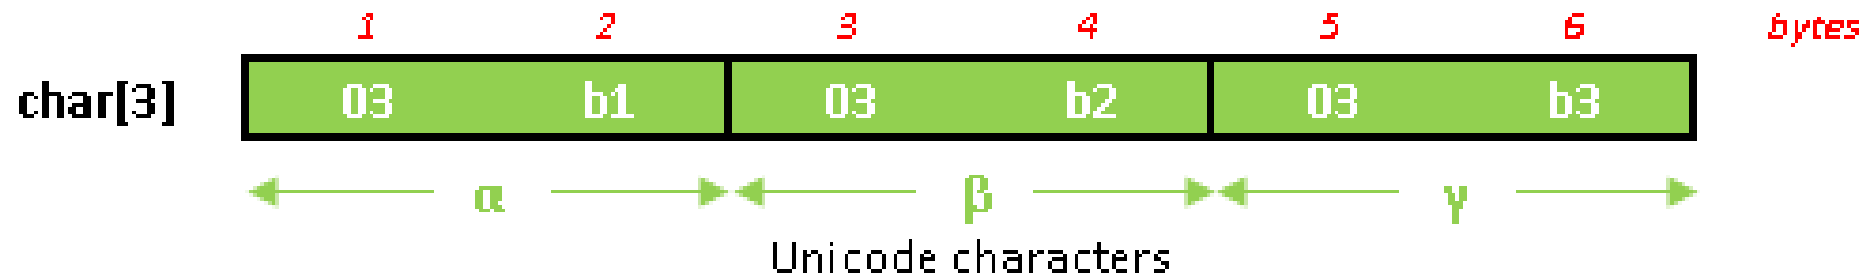 1 2 3 4 5 6 bytes
char[3] 03 b1 03 b2 03 b3
α β γ
Unicode characters